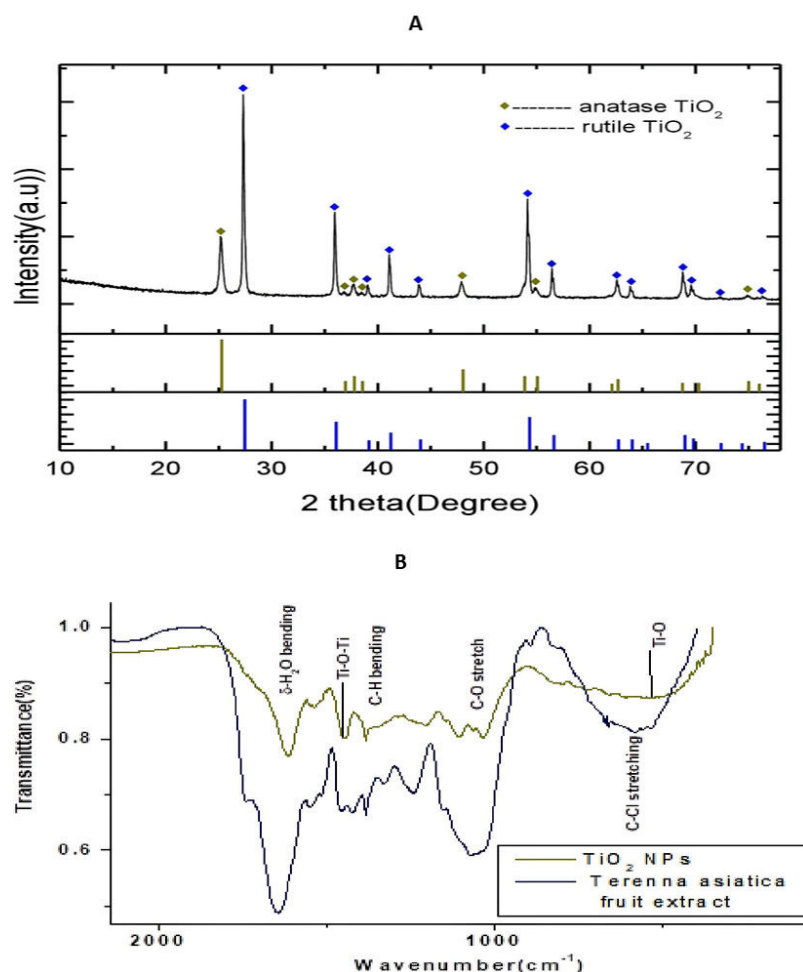 A
Intensity(a.u))
◆------- anatase TiO₂
◆------- rutile TiO₂
10 20 30 40 50 60 70
2 theta(Degree)
B
Transmittance(%)
1.0
0.8
0.6
δ-H₂O bending
Ti-O-Ti
C-H bending
C-O stretch
Ti-O
C-Cl stretching
TiO₂ NPs
Terenna asiatica
fruit extract
2000 1000
Wavenumber(cm⁻¹)